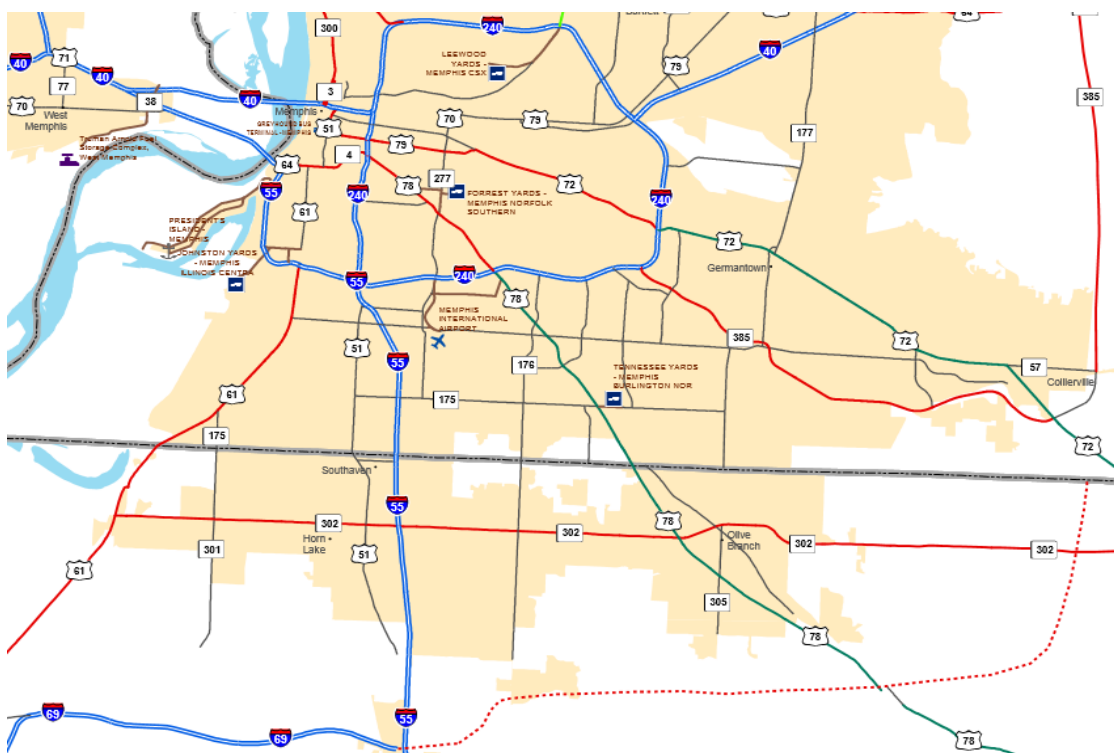 Bartlett
64
300
240
LEEWOOD
YARDS -
MEMPHIS CSX
79
40
71
40
40
77
70
38
40
3
Memphis
West
Memphis
GREYHOUND BUS
TERMINAL-MEMPHIS
51
70
79
385
177
Truman Arnold Fuel
Storage Complex,
West Memphis
64
4
79
78
277
72
55
240
240
FORREST YARDS -
MEMPHIS NORFOLK
SOUTHERN
61
PRESIDENT'S
ISLAND -
MEMPHIS
JOHNSTON YARDS
- MEMPHIS
ILLINOIS CENTRA
72
Germantown
55
240
78
MEMPHIS
INTERNATIONAL
AIRPORT
51
385
72
55
176
TENNESSEE YARDS
- MEMPHIS
BURLINGTON NOR
57
Collierville
61
175
175
72
Southaven
55
302
302
78
302
302
Horn
Lake
51
301
Olive
Branch
61
305
78
69
69
55
78